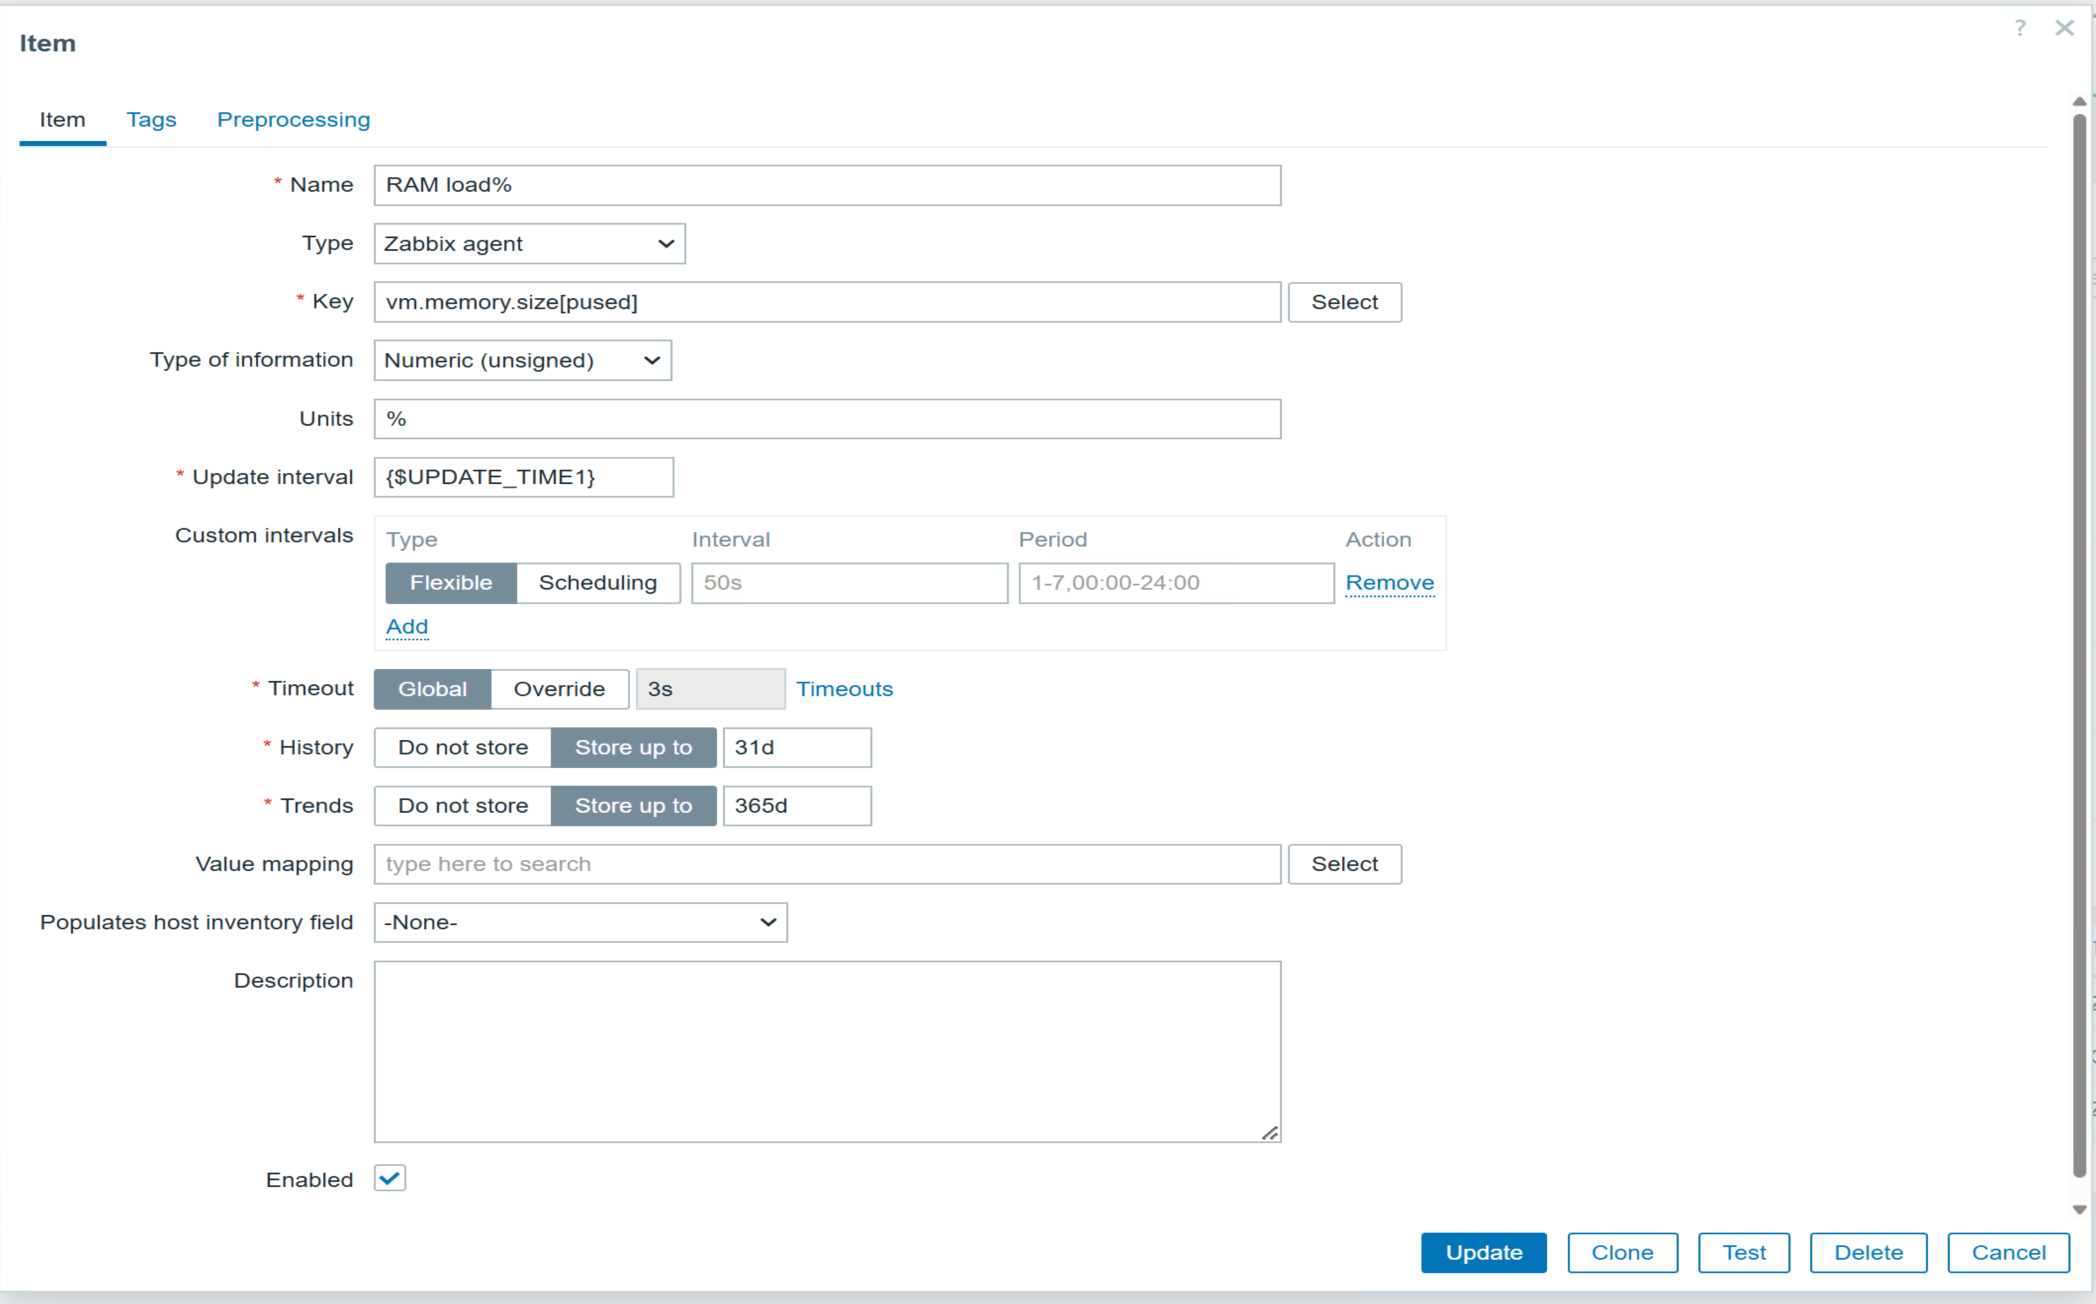 Item
?
Item Tags Preprocessing
* Name RAM load%
Type Zabbix agent
* Key vm.memory.size[pused] Select
Type of information Numeric (unsigned)
Units %
* Update interval {$UPDATE_TIME1}
Custom intervals Type Interval Period Action
Flexible Scheduling 50s 1-7,00:00-24:00 Remove
Add
* Timeout Global Override 3s Timeouts
* History Do not store Store up to 31d
* Trends Do not store Store up to 365d
Value mapping type here to search Select
Populates host inventory field -None-
Description
Enabled
Update Clone Test Delete Cancel